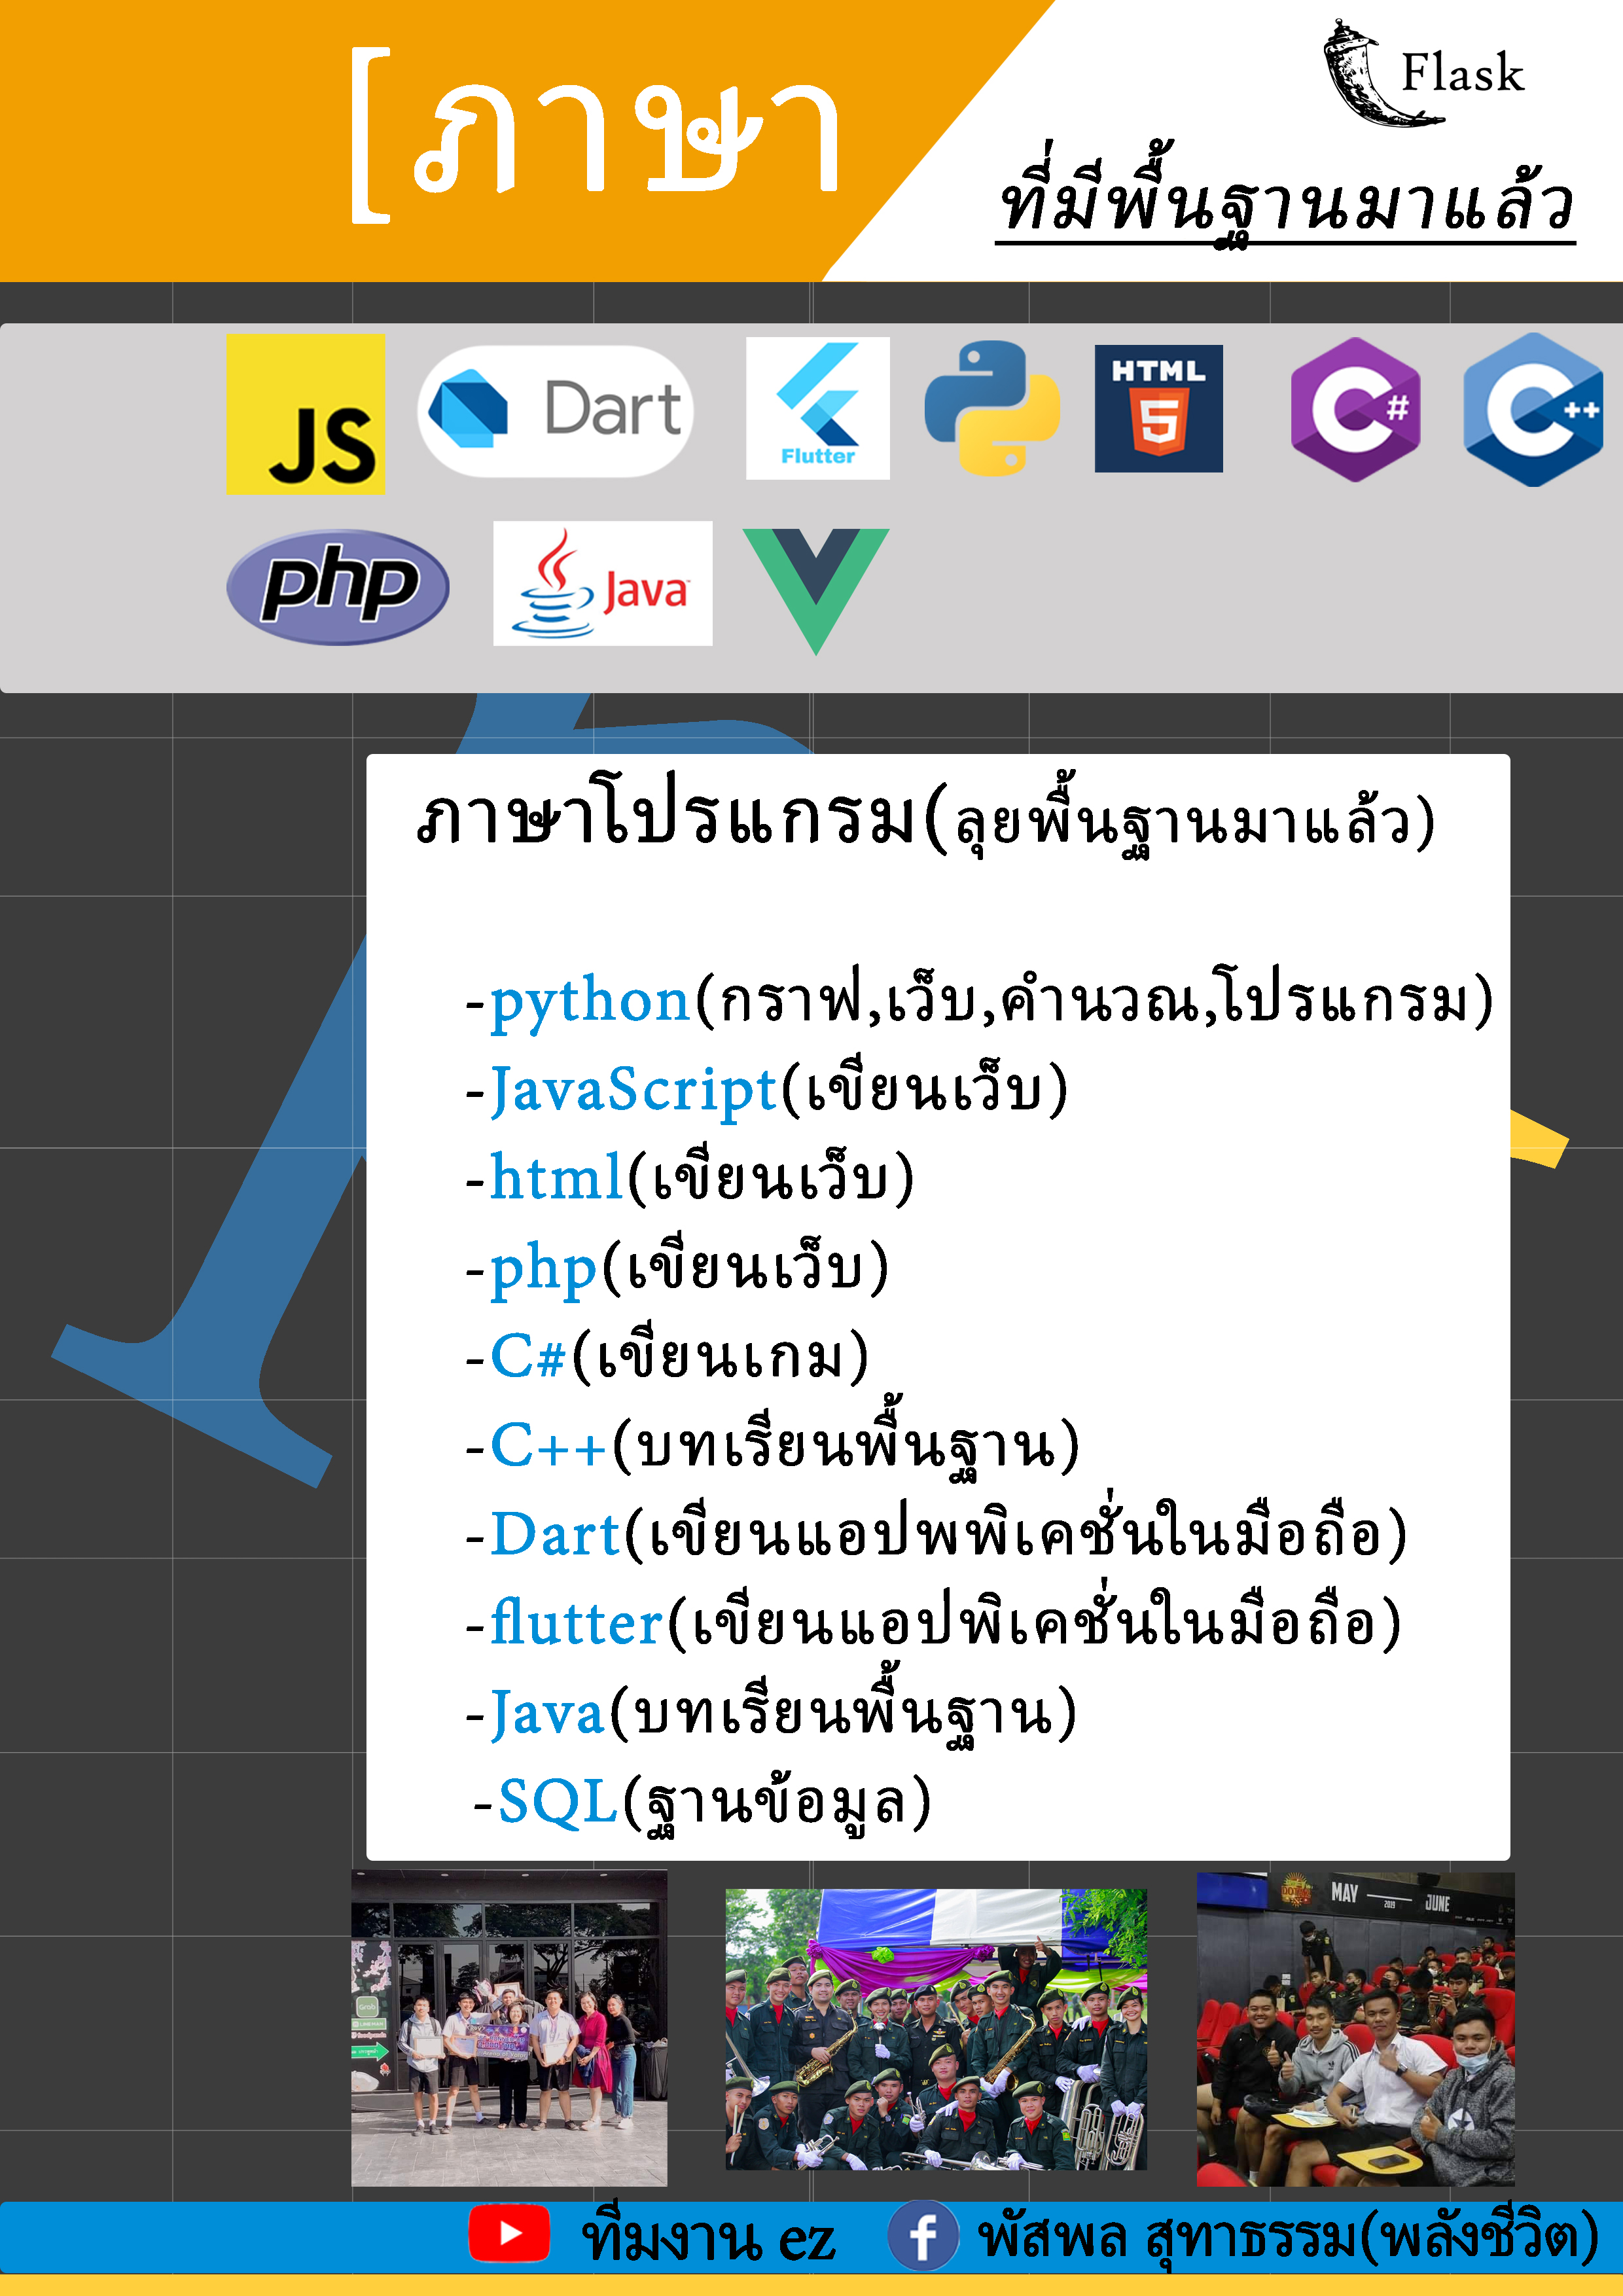 [ภาษา
Flask
ที่มีพื้นฐานมาแล้ว
JS
Dart
Flutter
HTML
5
C#
C++
php
Java
ภาษาโปรแกรม(ลุยพื้นฐานมาแล้ว)
-python(กราฟ,เว็บ,คำนวณ,โปรแกรม)
-JavaScript(เขียนเว็บ)
-html(เขียนเว็บ)
-php(เขียนเว็บ)
-C#(เขียนเกม)
-C++(บทเรียนพื้นฐาน)
-Dart(เขียนแอปพพิเคชั่นในมือถือ)
-flutter(เขียนแอปพิเคชั่นในมือถือ)
-Java(บทเรียนพื้นฐาน)
-SQL(ฐานข้อมูล)
Grab
MAY 2019 JUNE
ทีมงาน ez
พัสพล สุทาธรรม(พลังชีวิต)